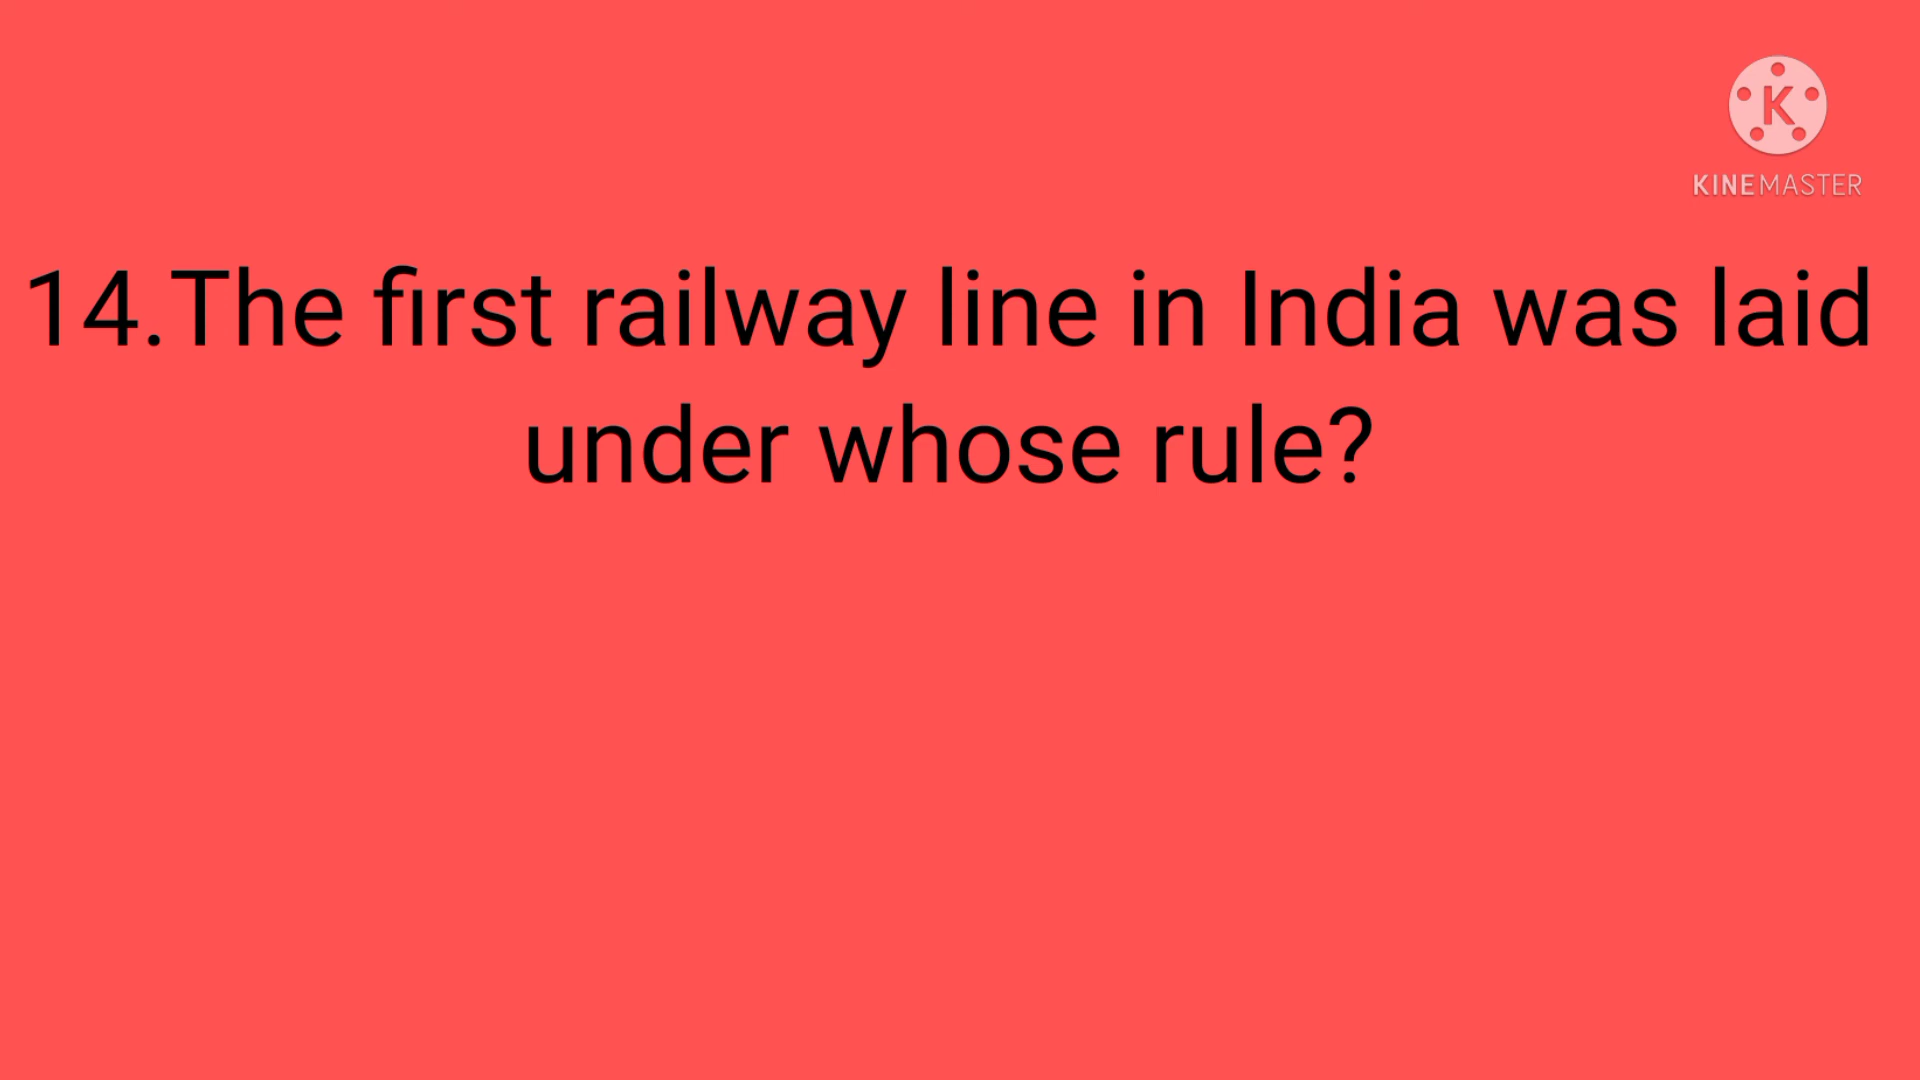 K
KINEMASTER
14.The first railway line in India was laid
under whose rule?